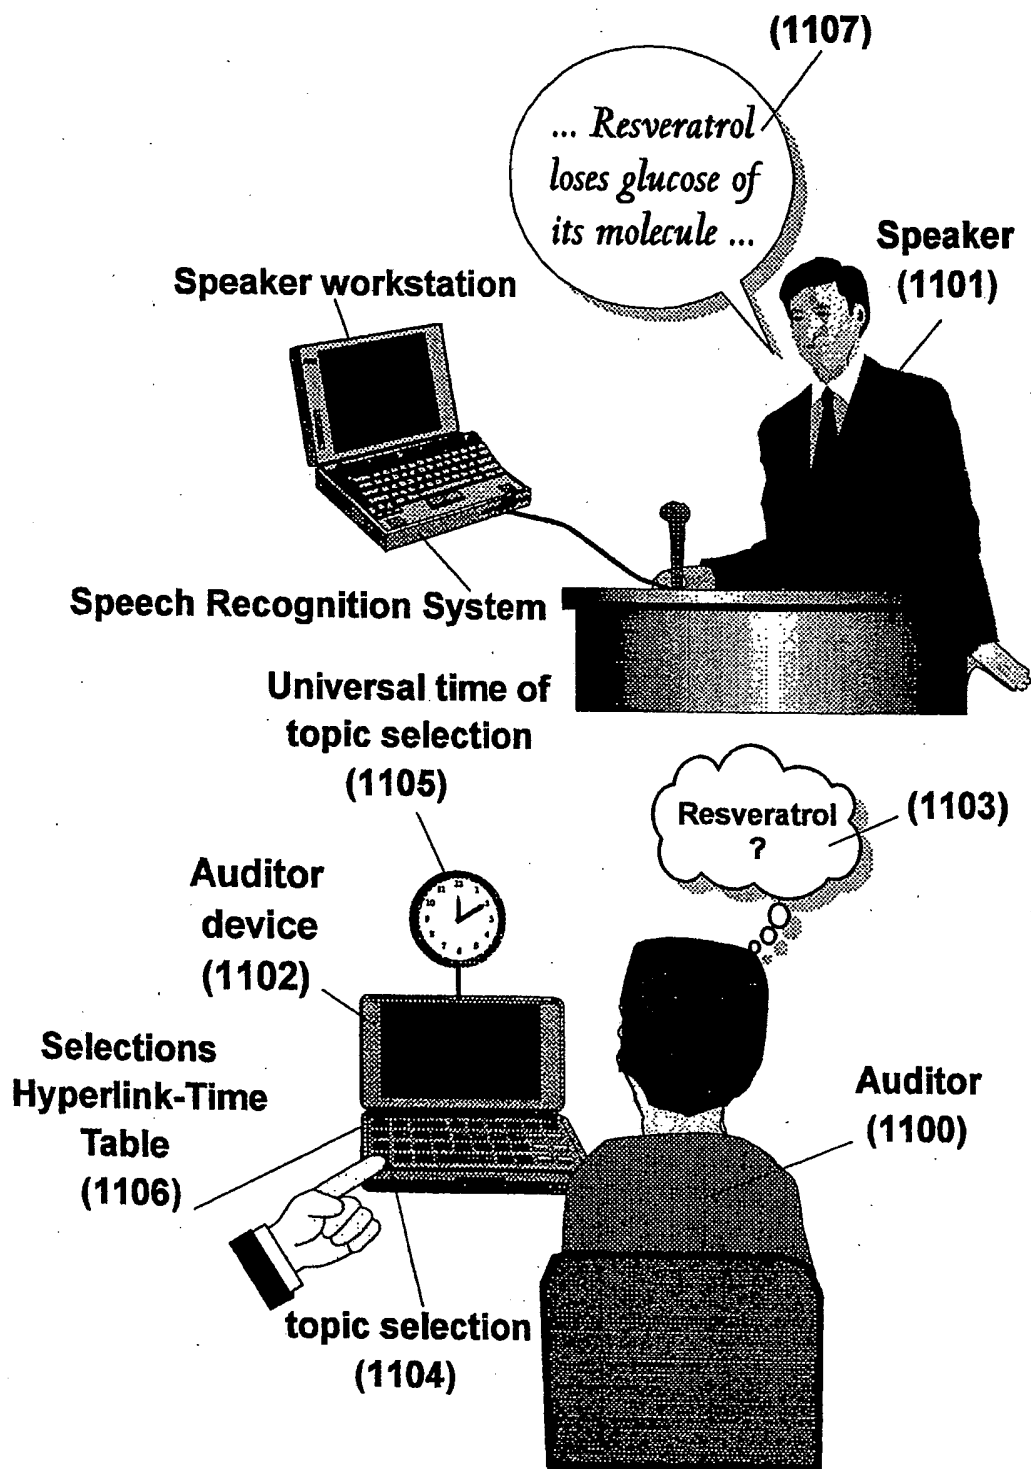 (1107)
... Resveratrol
loses glucose of
its molecule ...
Speaker
(1101)
Speaker workstation
Speech Recognition System
Universal time of
topic selection
(1105)
Resveratrol
?
(1103)
Auditor
device
(1102)
Selections
Hyperlink-Time
Table
(1106)
Auditor
(1100)
topic selection
(1104)